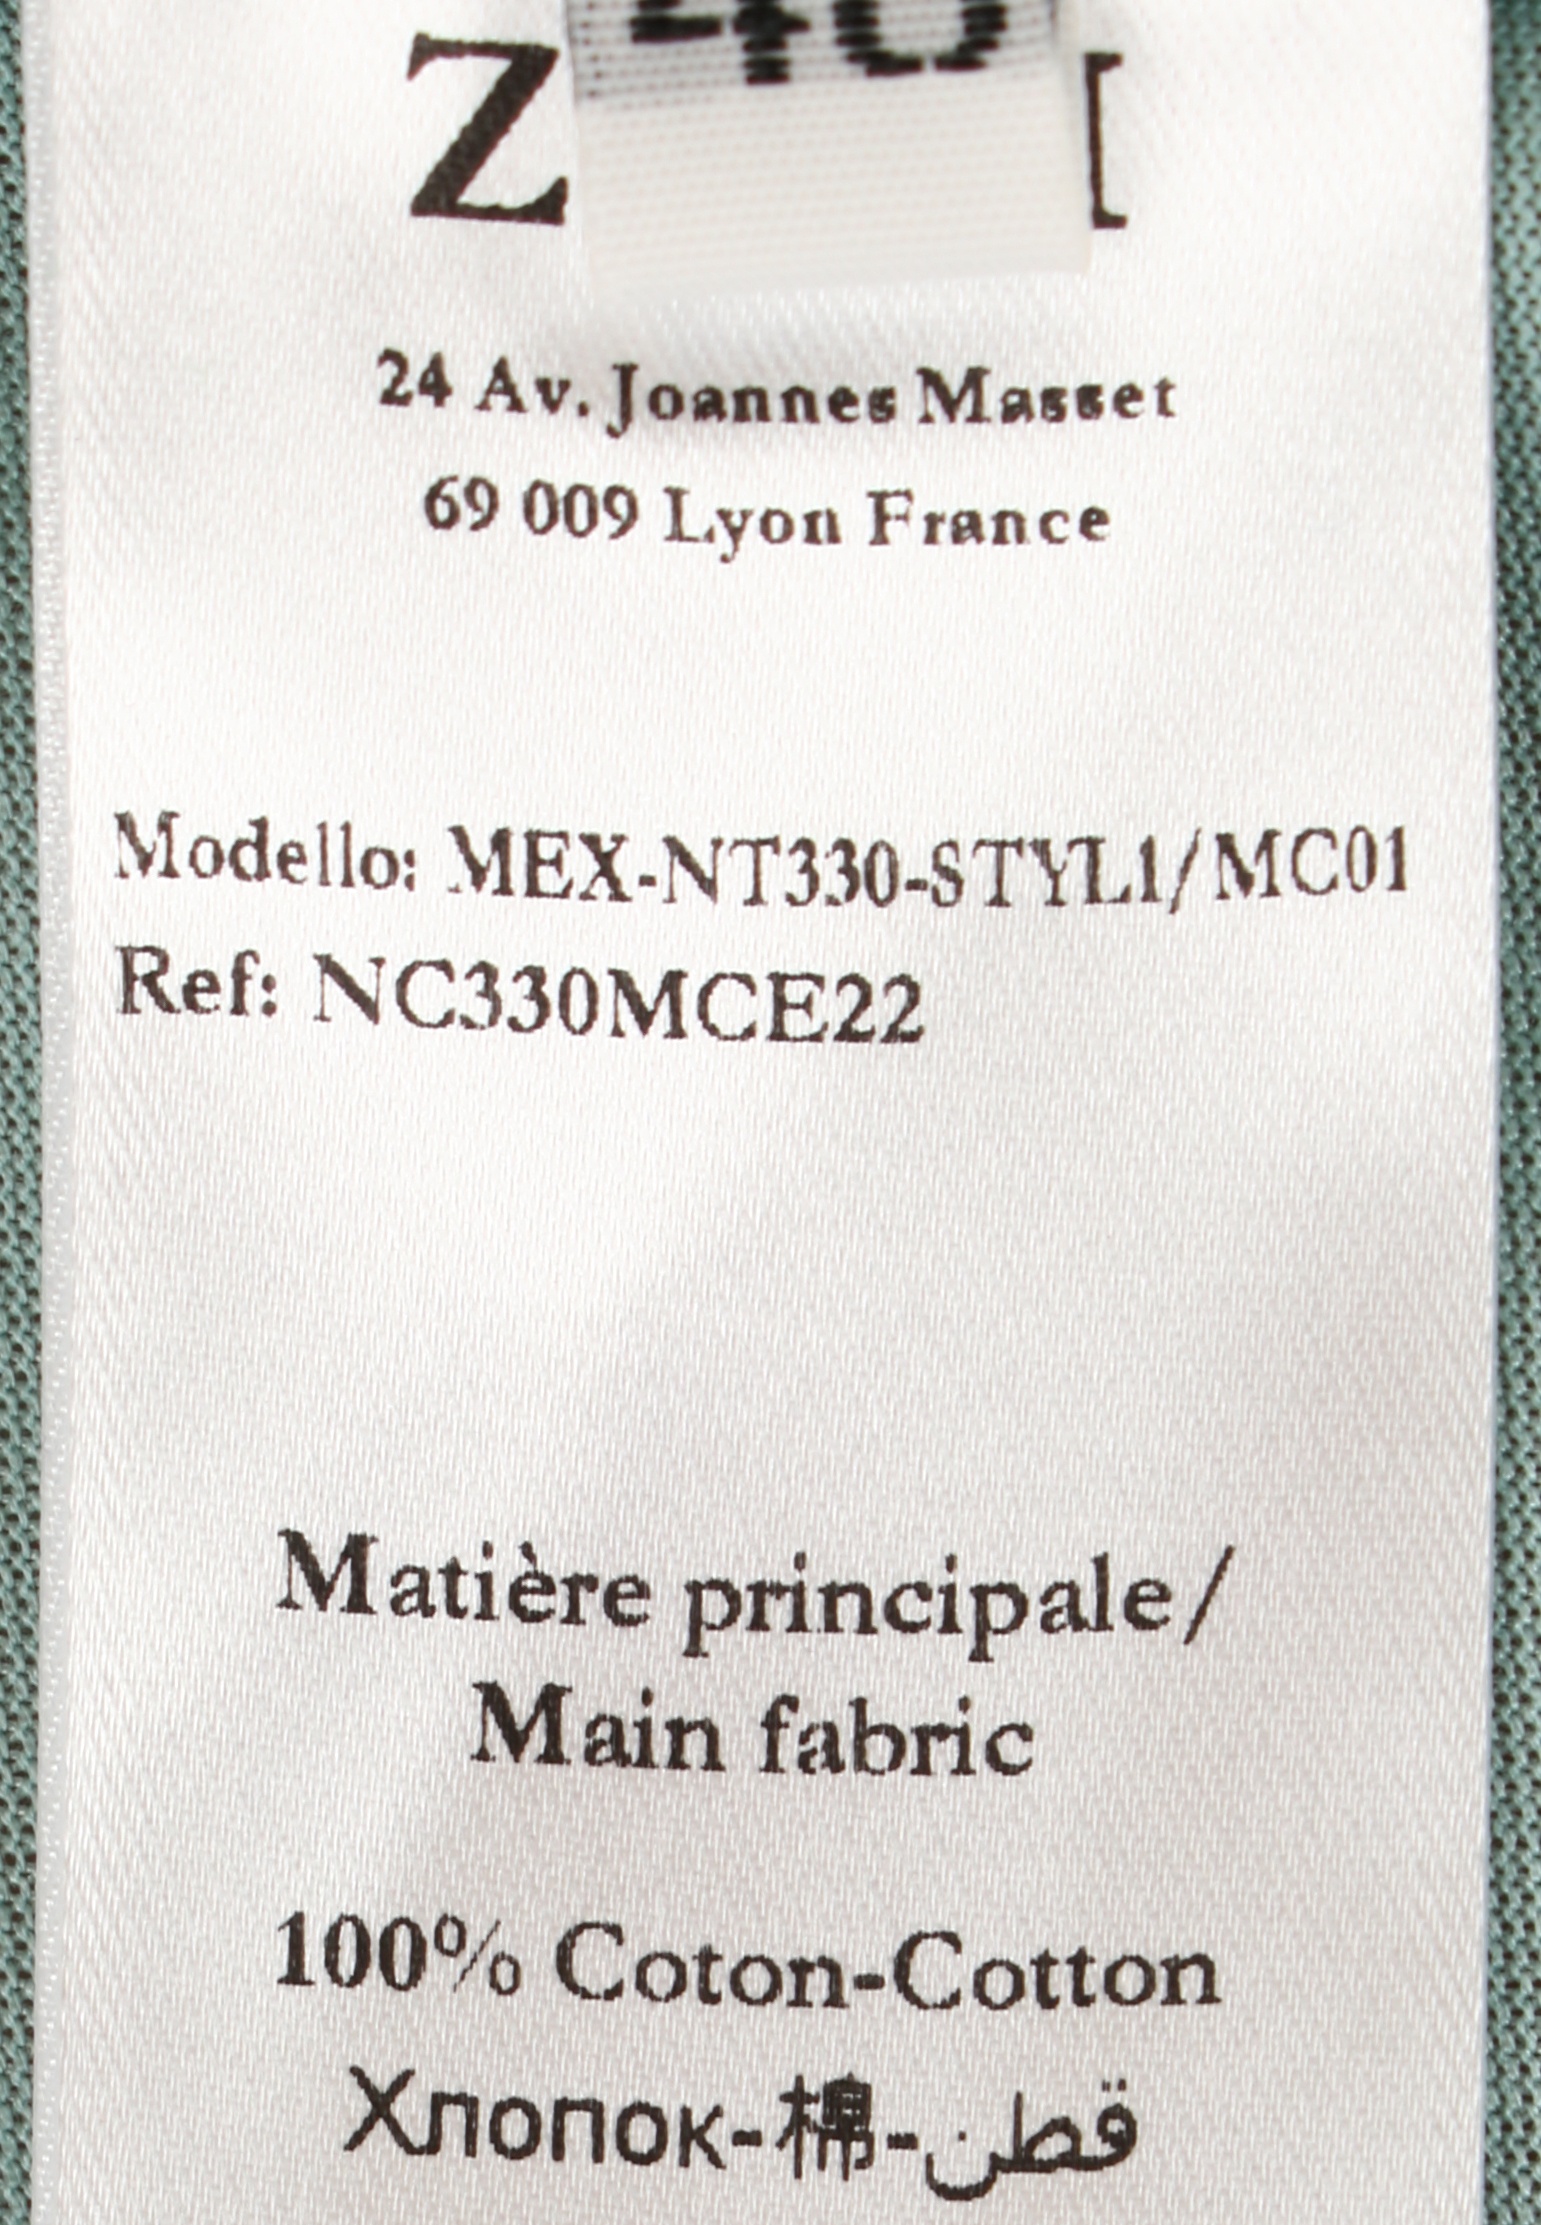 24 Av. Joannes Masset
69 009 Lyon France
Modello: MEX-NT330-STYL1/MC01
Ref: NC330MCE22
Matière principale/
Main fabric
100% Coton-Cotton
Хлопок-棉-قطن